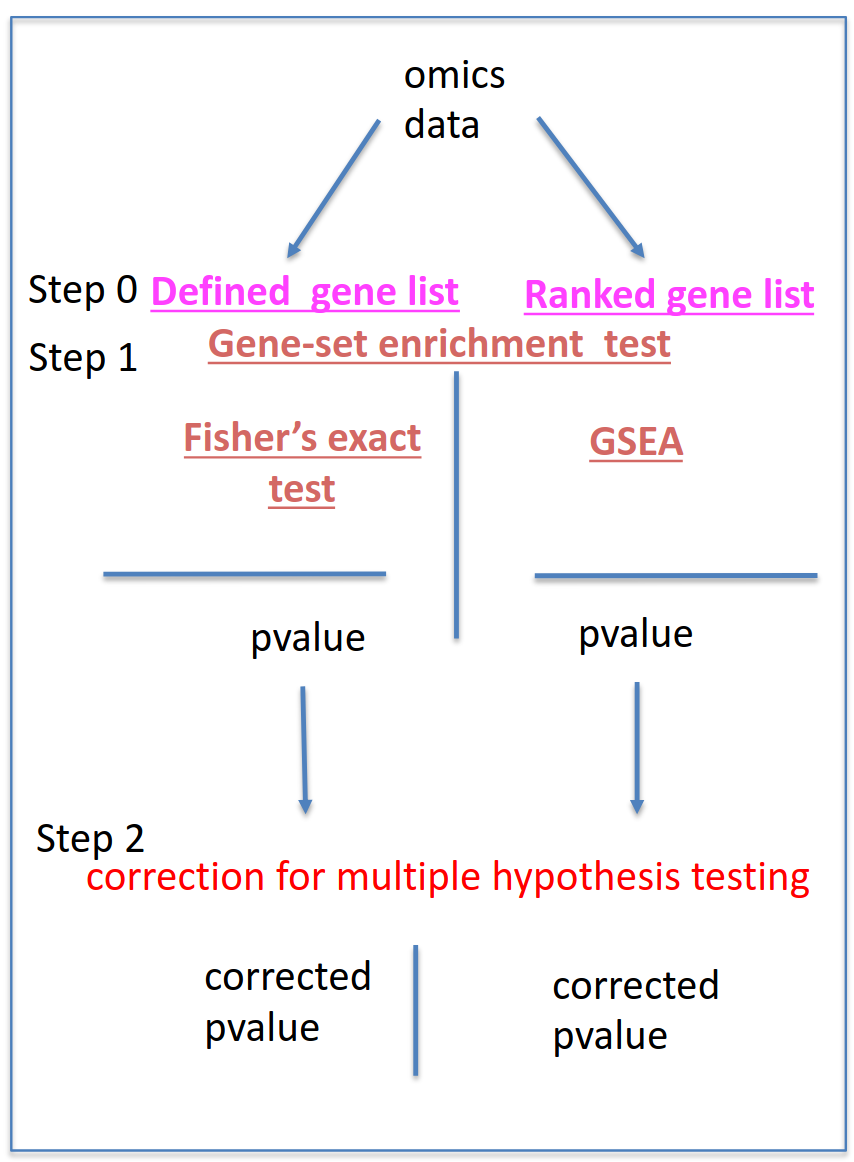 omics
data
Step 0 Defined  gene list Ranked gene list
Step 1 Gene-set enrichment  test
Fisher’s exact
test
GSEA
pvalue pvalue
Step 2
correction for multiple hypothesis testing
corrected
pvalue
corrected
pvalue